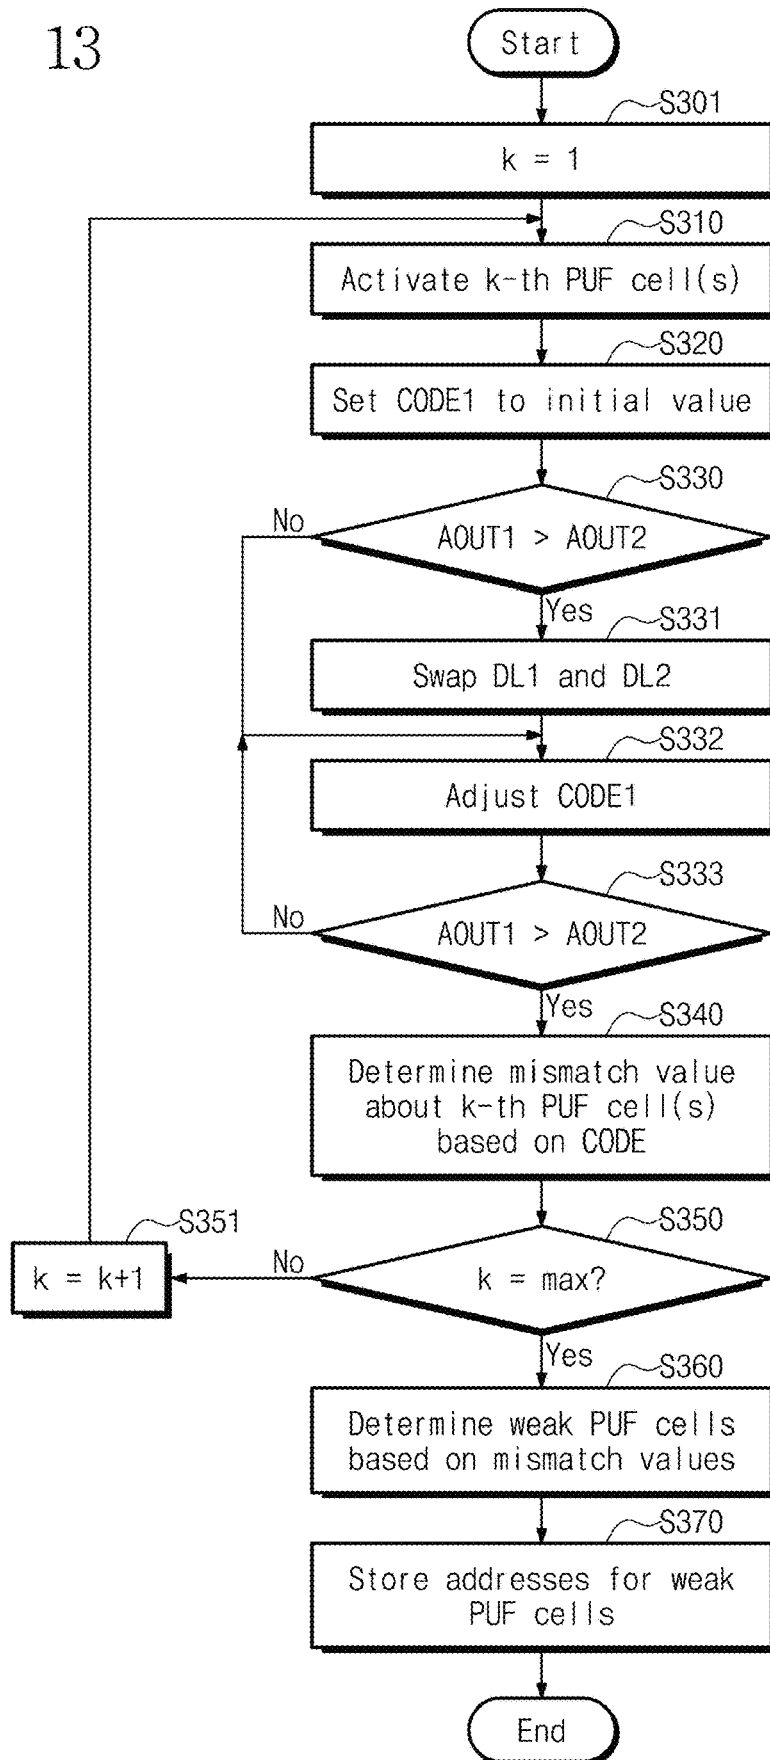 13
Start
S301
k = 1
S310
Activate k-th PUF cell(s)
S320
Set CODE1 to initial value
S330
No
AOUT1 > AOUT2
Yes
S331
Swap DL1 and DL2
S332
Adjust CODE1
S333
No
AOUT1 > AOUT2
Yes
S340
Determine mismatch value
about k-th PUF cell(s)
based on CODE
S351
k = k+1
S350
No
k = max?
Yes
S360
Determine weak PUF cells
based on mismatch values
S370
Store addresses for weak
PUF cells
End